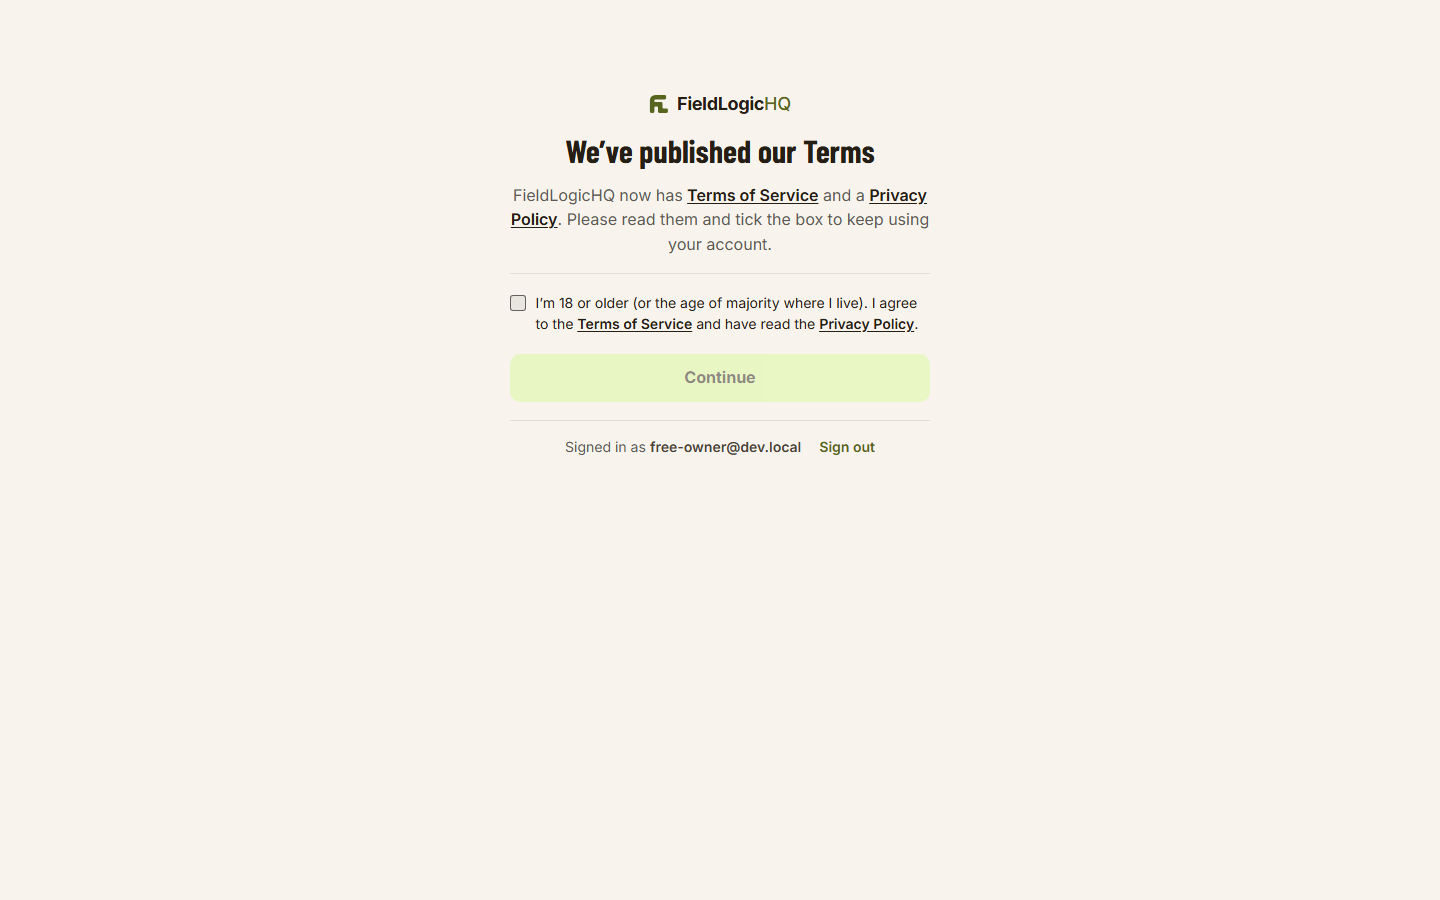 FieldLogicHQ
We’ve published our Terms
FieldLogicHQ now has Terms of Service and a Privacy
Policy. Please read them and tick the box to keep using
your account.
I’m 18 or older (or the age of majority where I live). I agree
to the Terms of Service and have read the Privacy Policy.
Continue
Signed in as free-owner@dev.local Sign out